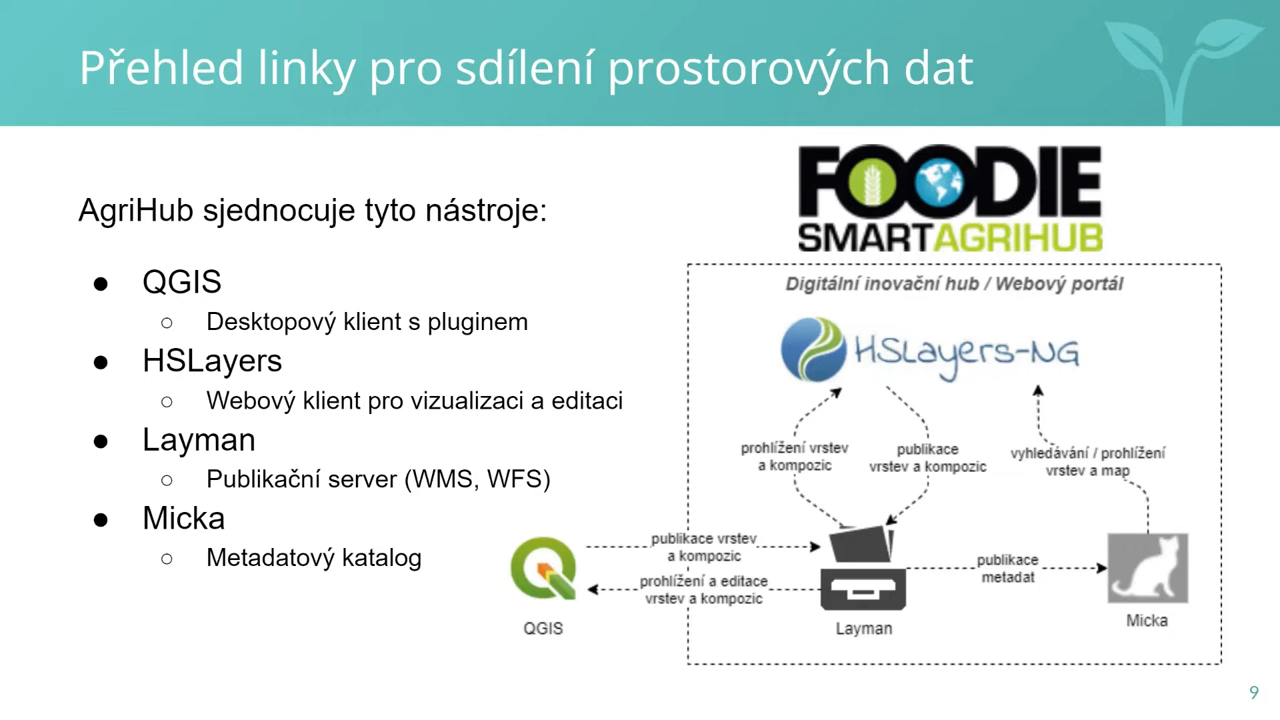 Přehled linky pro sdílení prostorových dat
AgriHub sjednocuje tyto nástroje:
● QGIS
○ Desktopový klient s pluginem
● HSLayers
○ Webový klient pro vizualizaci a editaci
● Layman
○ Publikační server (WMS, WFS)
● Micka
○ Metadatový katalog
FOODIE
SMARTAGRIHUB
Digitální inovační hub / Webový portál
HSLayers-NG
prohlížení vrstev
a kompozic
publikace
vrstev a kompozic
vyhledávání / prohlížení
vrstev a map
publikace vrstev
a kompozic
prohlížení a editace
vrstev a kompozic
publikace
metadat
QGIS
Layman
Micka
9